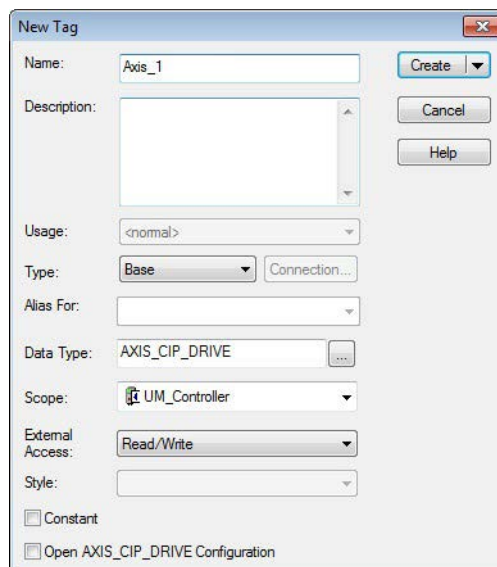 New Tag
Name:
Axis_1
Create
Description:
Cancel
Help
Usage:
<normal>
Type:
Base
Connection...
Alias For:
Data Type:
AXIS_CIP_DRIVE
...
Scope:
UM_Controller
External
Access:
Read/Write
Style:
Constant
Open AXIS_CIP_DRIVE Configuration